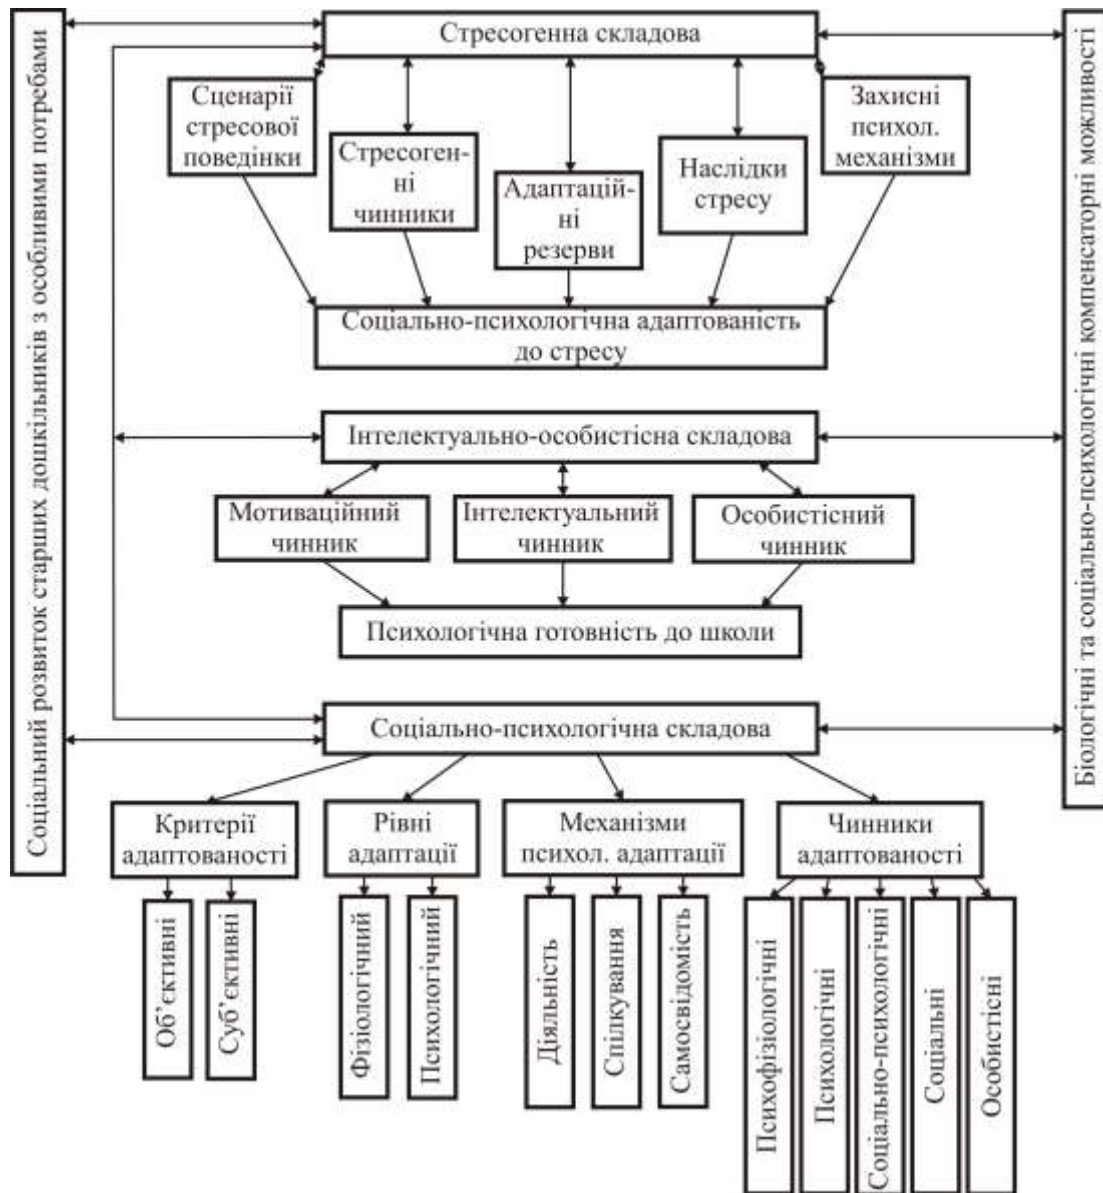 Соціальний розвиток старших дошкільників з особливими потребами
Стресогенна складова
Сценарії
стресової
поведінки
Стресоген-
ні
чинники
Адаптацій-
ні
резерви
Наслідки
стресу
Захисні
психол.
механізми
Соціально-психологічна адаптованість
до стресу
Інтелектуально-особистісна складова
Мотиваційний
чинник
Інтелектуальний
чинник
Особистісний
чинник
Психологічна готовність до школи
Соціально-психологічна складова
Критерії
адаптованості
Рівні
адаптації
Механізми
психол. адаптації
Чинники
адаптованості
Об’єктивні
Суб’єктивні
Фізіологічний
Психологічний
Діяльність
Спілкування
Самосвідомість
Психофізіологічні
Психологічні
Соціально-психологічні
Соціальні
Особистісні
Біологічні та соціально-психологічні компенсаторні можливості